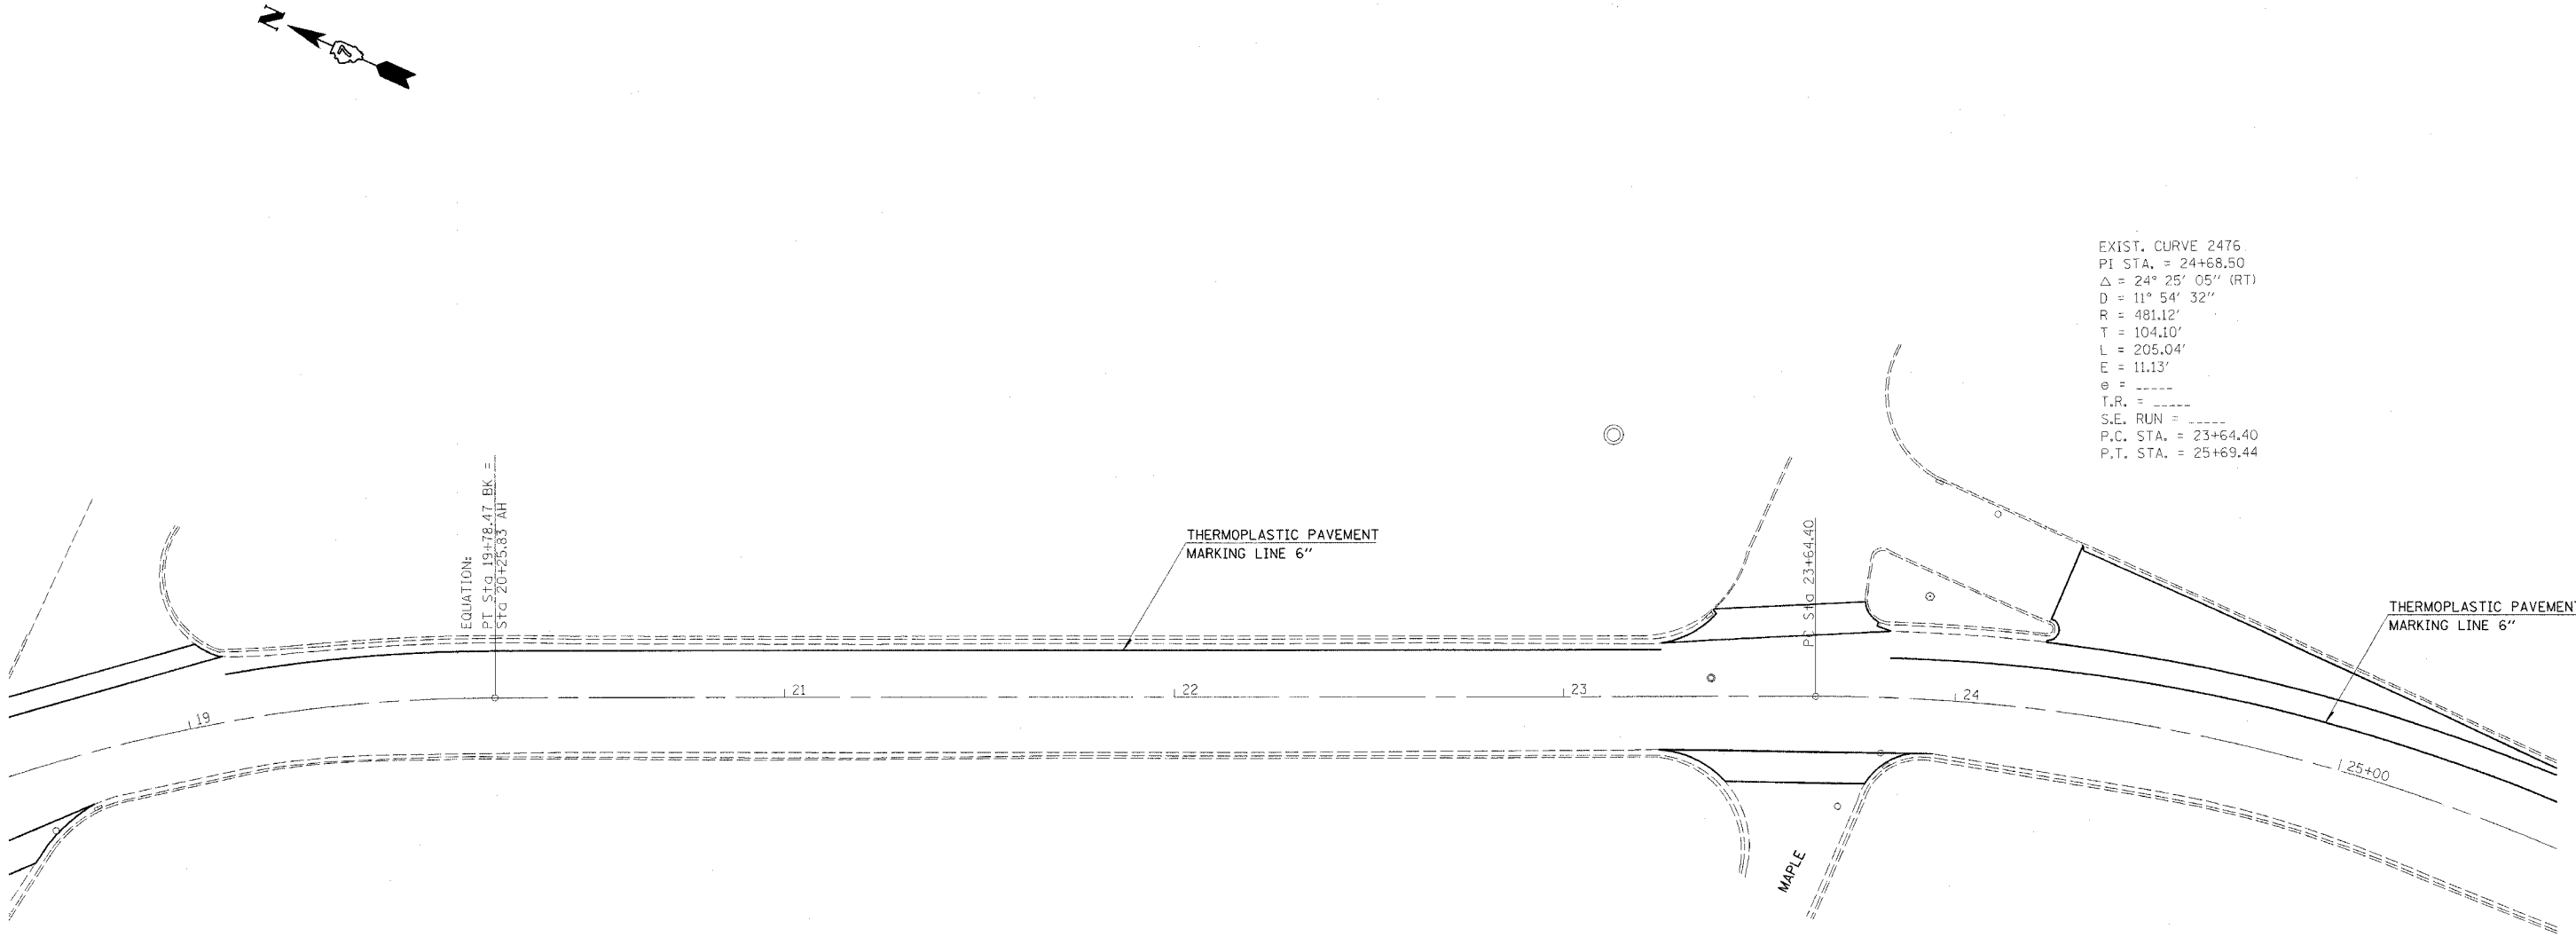 N
EXIST. CURVE 2476
PI STA. = 24+68.50
Δ = 24° 25' 05" (RT)
D = 11° 54' 32"
R = 481.12'
T = 104.10'
L = 205.04'
E = 11.13'
e = _____
T.R. = _____
S.E. RUN = _____
P.C. STA. = 23+64.40
P.T. STA. = 25+69.44
EQUATION:
PT Sta 19+78.47 BK =
Sta 20+25.83 AH
THERMOPLASTIC PAVEMENT
MARKING LINE 6"
PC Sta 23+64.40
THERMOPLASTIC PAVEMENT
MARKING LINE 6"
19
21
22
23
24
25+00
MAPLE